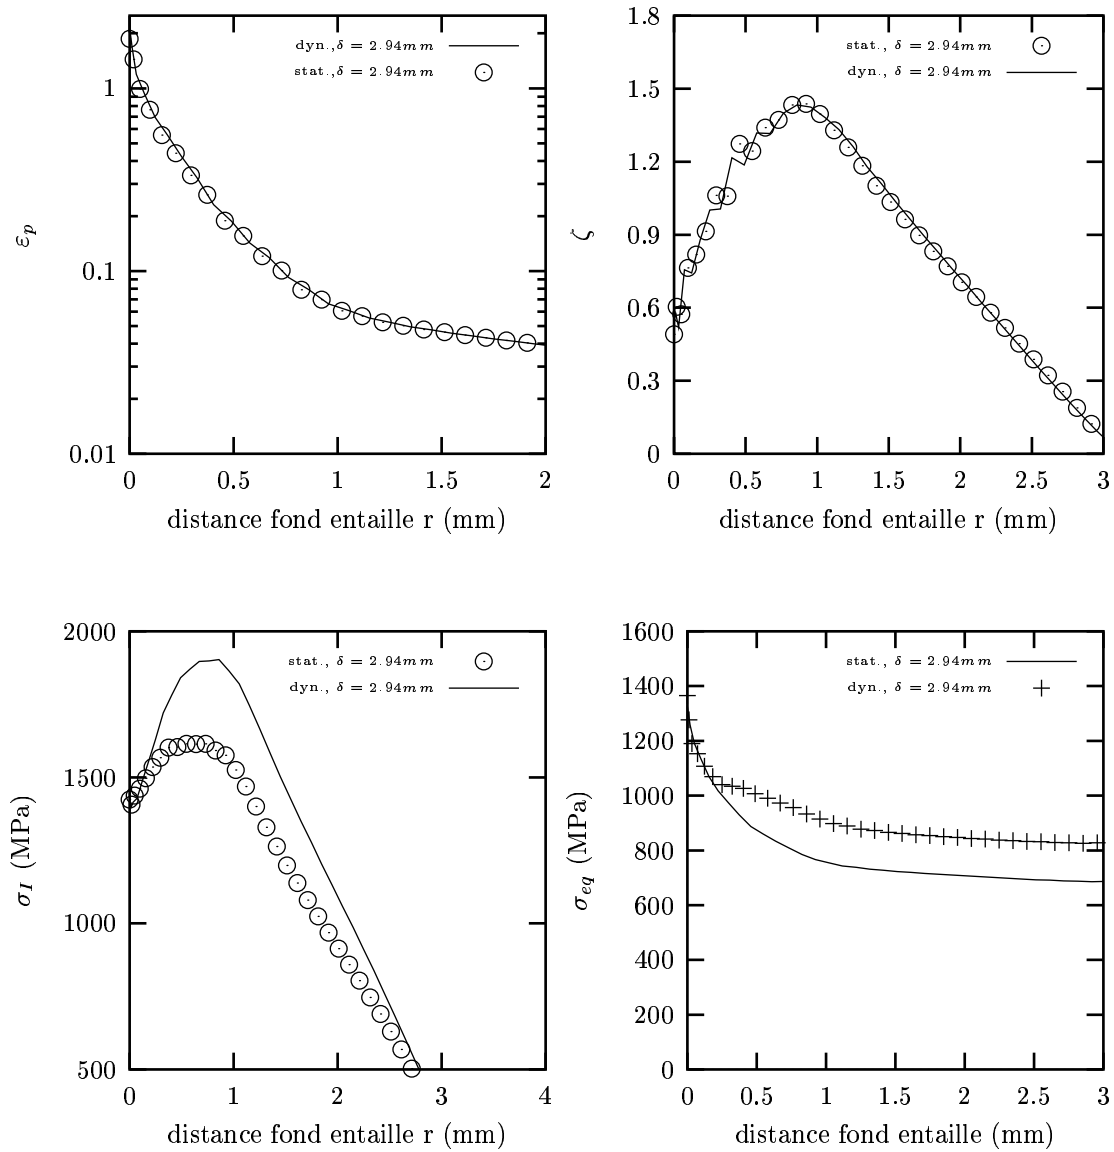 dyn.,δ = 2.94mm
stat.,δ = 2.94mm
1
0.1
0.01
εp
0 0.5 1 1.5 2
distance fond entaille r (mm)
1.8
1.5
1.2
0.9
0.6
0.3
0
ζ
stat., δ = 2.94mm
dyn., δ = 2.94mm
0 0.5 1 1.5 2 2.5 3
distance fond entaille r (mm)
2000
1500
1000
500
σI (MPa)
stat., δ = 2.94mm
dyn., δ = 2.94mm
0 1 2 3 4
distance fond entaille r (mm)
1600
1400
1200
1000
800
600
400
200
0
σeq (MPa)
stat., δ = 2.94mm
dyn., δ = 2.94mm
0 0.5 1 1.5 2 2.5 3
distance fond entaille (mm)